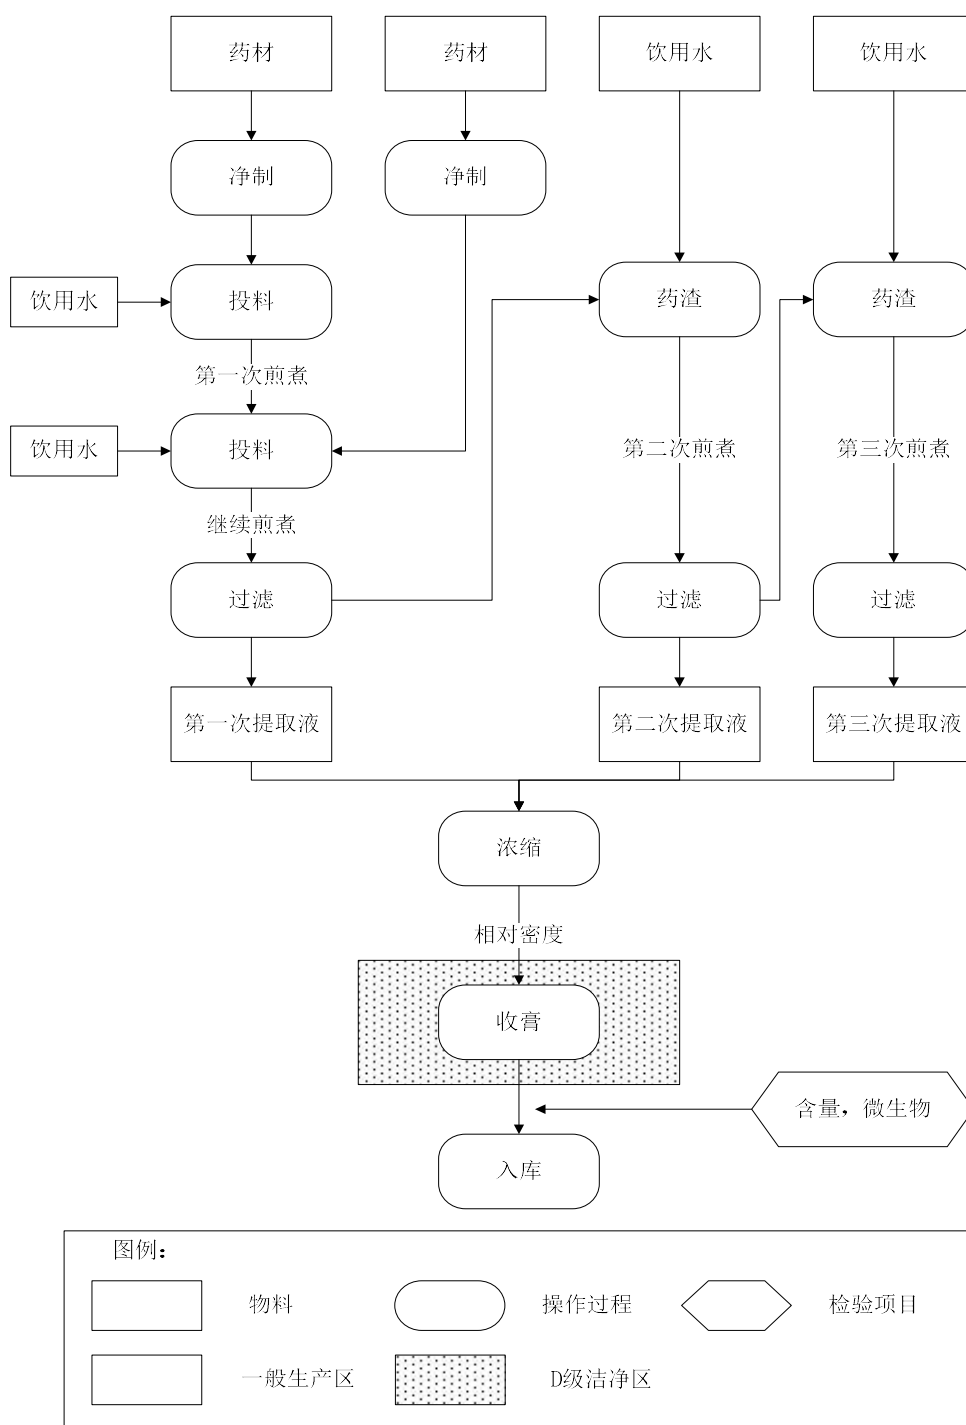 药材
药材
饮用水
饮用水
净制
净制
饮用水
投料
药渣
药渣
第一次煎煮
饮用水
投料
第二次煎煮
第三次煎煮
继续煎煮
过滤
过滤
过滤
第一次提取液
第二次提取液
第三次提取液
浓缩
相对密度
收膏
含量，微生物
入库
图例：
物料
操作过程
检验项目
一般生产区
D级洁净区